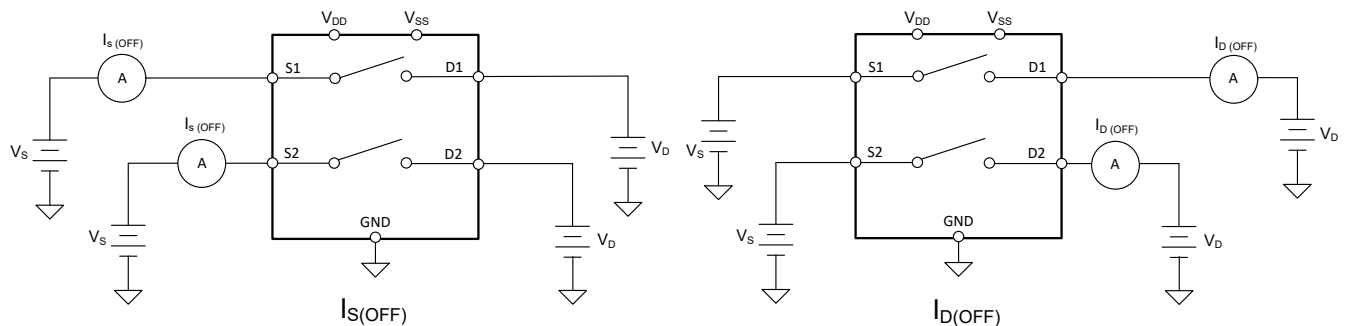 VDD VSS
IS (OFF)
A
S1 D1
VS
IS (OFF)
A
S2 D2
VD
VS
GND
VD
IS(OFF)
VDD VSS
ID (OFF)
S1 D1
A
VS
ID (OFF)
VD
S2 D2
A
VS
GND
VD
ID(OFF)